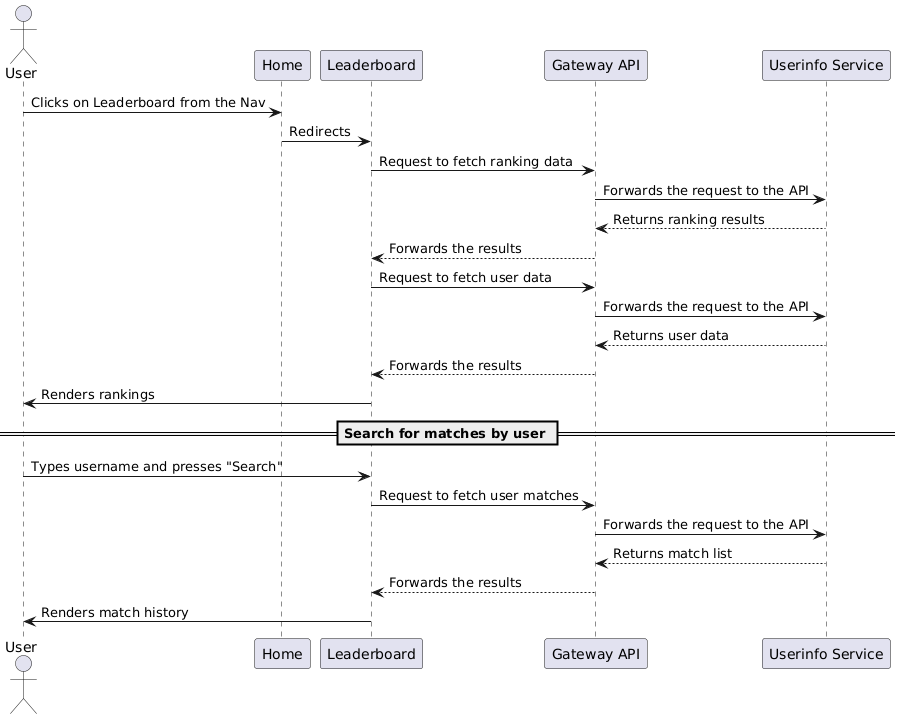 User
Home
Leaderboard
Gateway API
Userinfo Service
Clicks on Leaderboard from the Nav
Redirects
Request to fetch ranking data
Forwards the request to the API
Returns ranking results
Forwards the results
Request to fetch user data
Forwards the request to the API
Returns user data
Forwards the results
Renders rankings
Search for matches by user
Types username and presses "Search"
Request to fetch user matches
Forwards the request to the API
Returns match list
Forwards the results
Renders match history
User
Home
Leaderboard
Gateway API
Userinfo Service